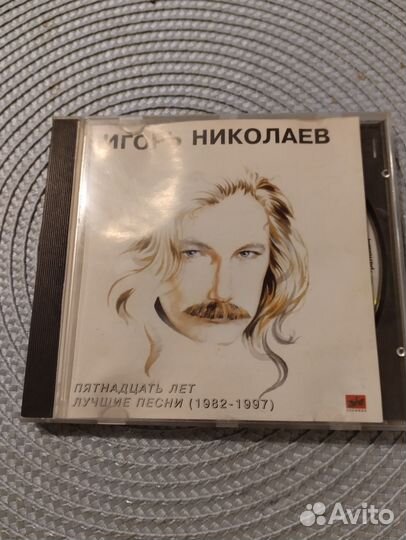 ИГОРЬ НИКОЛАЕВ
ПЯТНАДЦАТЬ ЛЕТ
ЛУЧШИЕ ПЕСНИ (1982-1997)
Avito